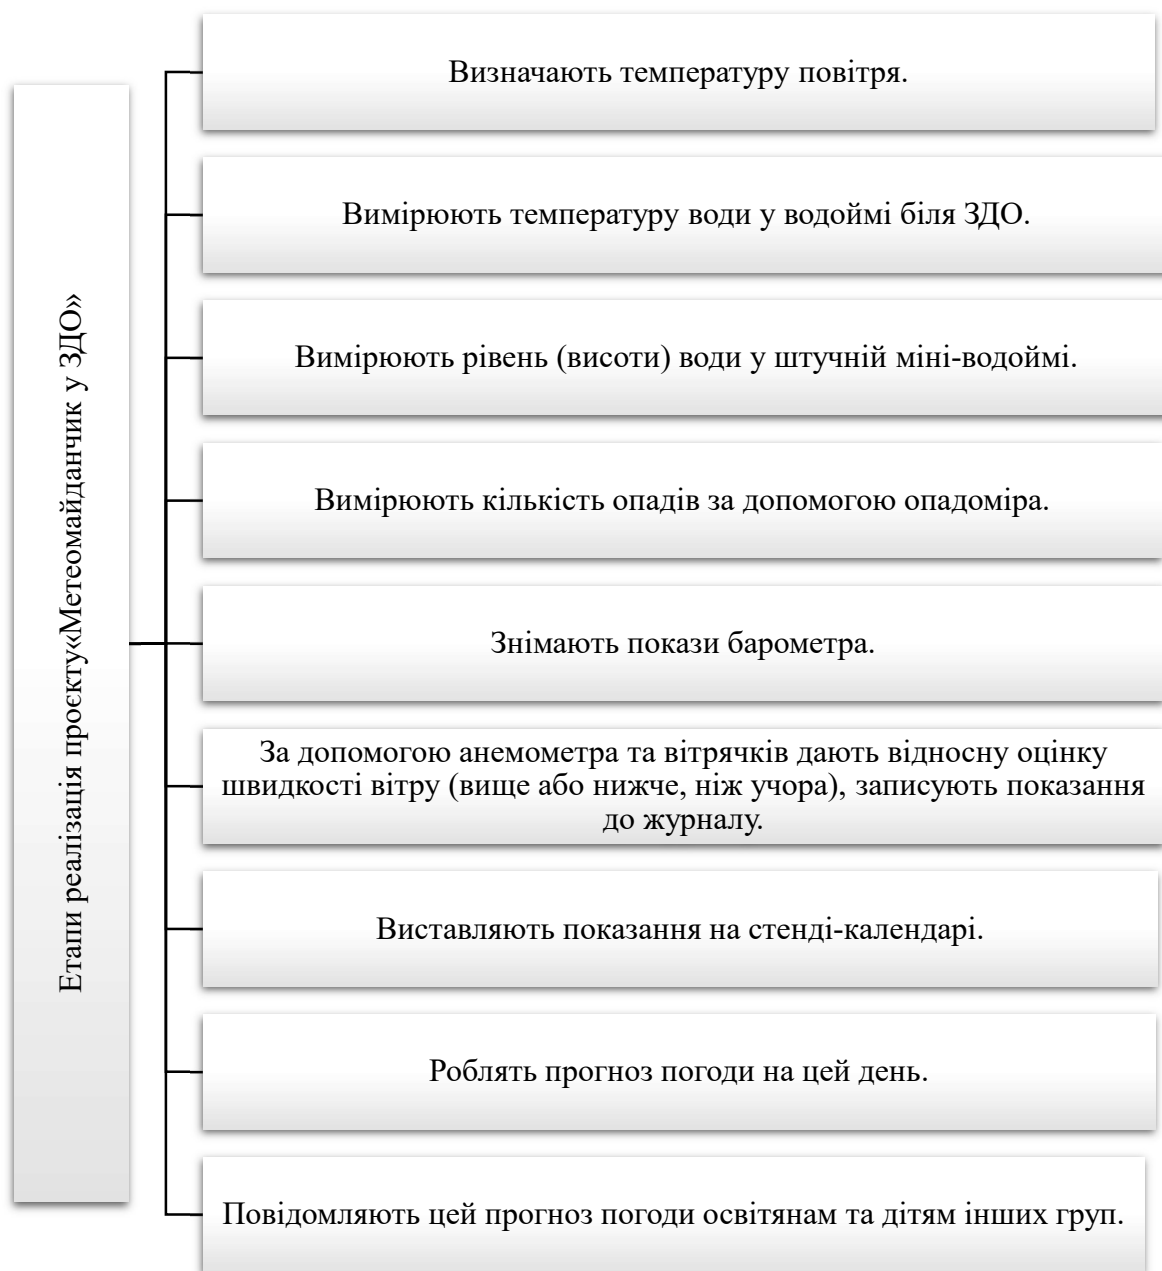 Етапи реалізація проєкту«Метеомайданчик у ЗДО»
Визначають температуру повітря.
Вимірюють температуру води у водоймі біля ЗДО.
Вимірюють рівень (висоти) води у штучній міні-водоймі.
Вимірюють кількість опадів за допомогою опадоміра.
Знімають покази барометра.
За допомогою анемометра та вітрячків дають відносну оцінку
швидкості вітру (вище або нижче, ніж учора), записують показання
до журналу.
Виставляють показання на стенді-календарі.
Роблять прогноз погоди на цей день.
Повідомляють цей прогноз погоди освітянам та дітям інших груп.